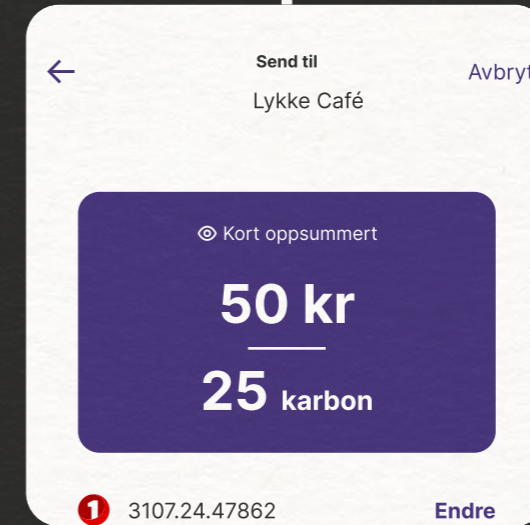 Send til
Avbryt
Lykke Café
Kort oppsummert
50 kr
25 karbon
1 3107.24.47862 Endre